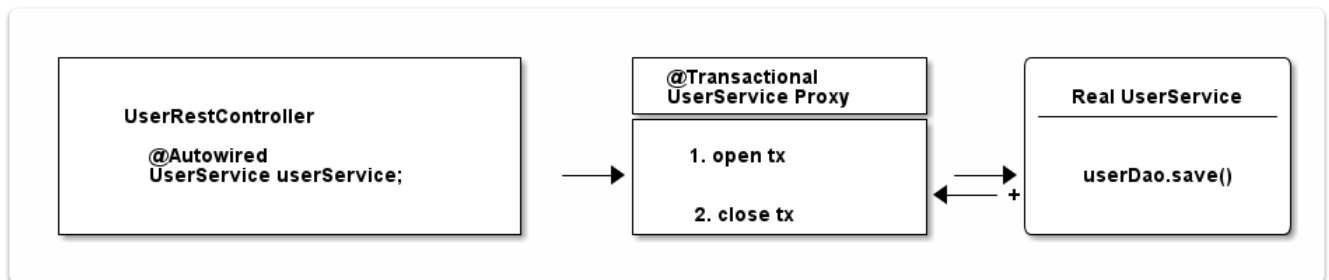 UserRestController
@Autowired
UserService userService;
@Transactional
UserService Proxy
1. open tx
2. close tx
+
Real UserService
userDao.save()